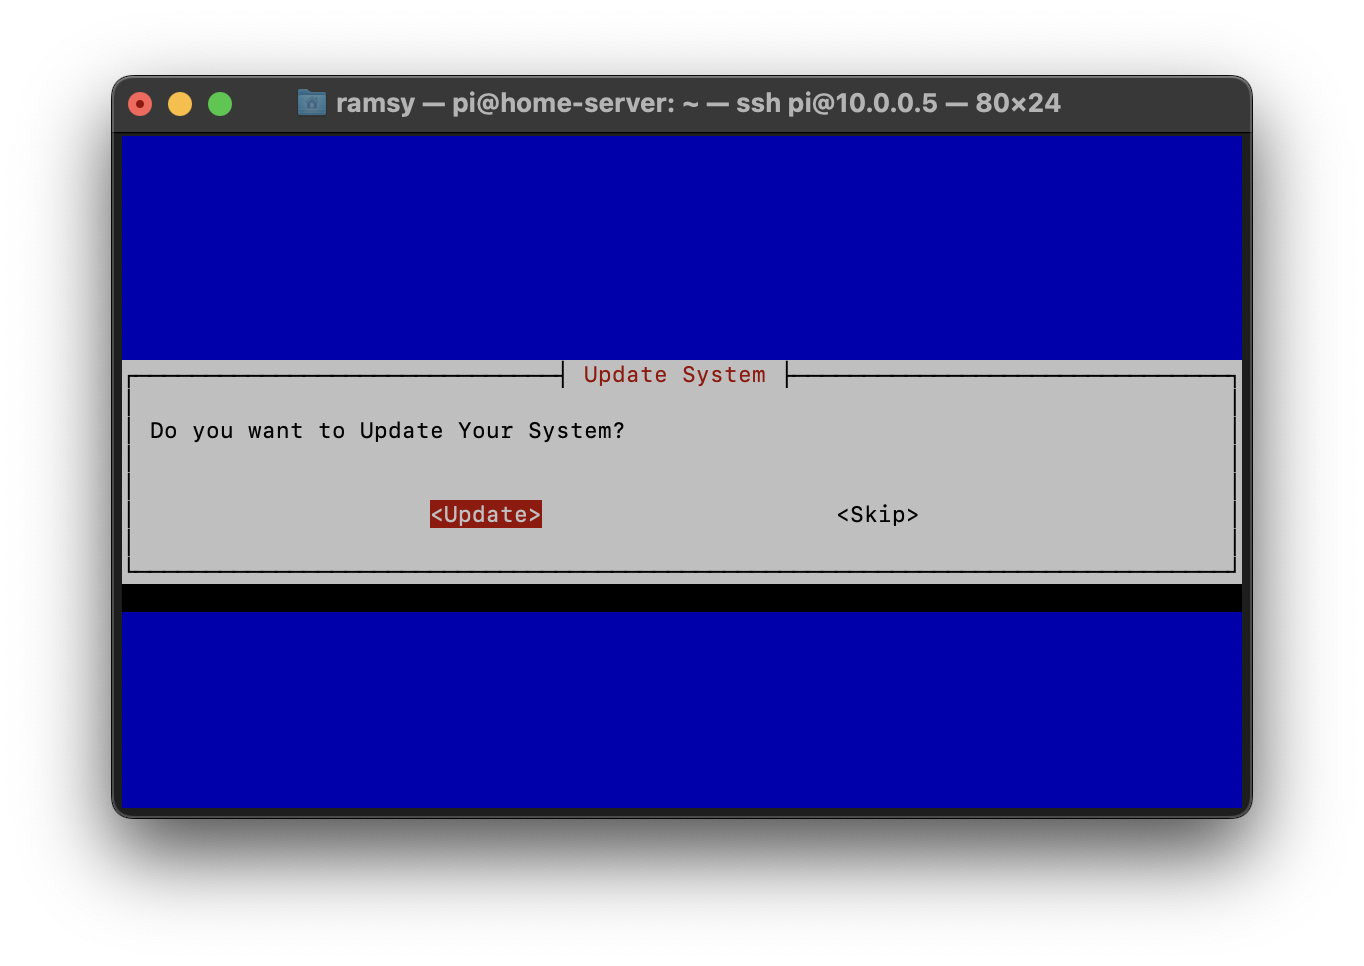 ramsy — pi@home-server: ~ — ssh pi@10.0.0.5 — 80×24
Update System
Do you want to Update Your System?
<Update> <Skip>